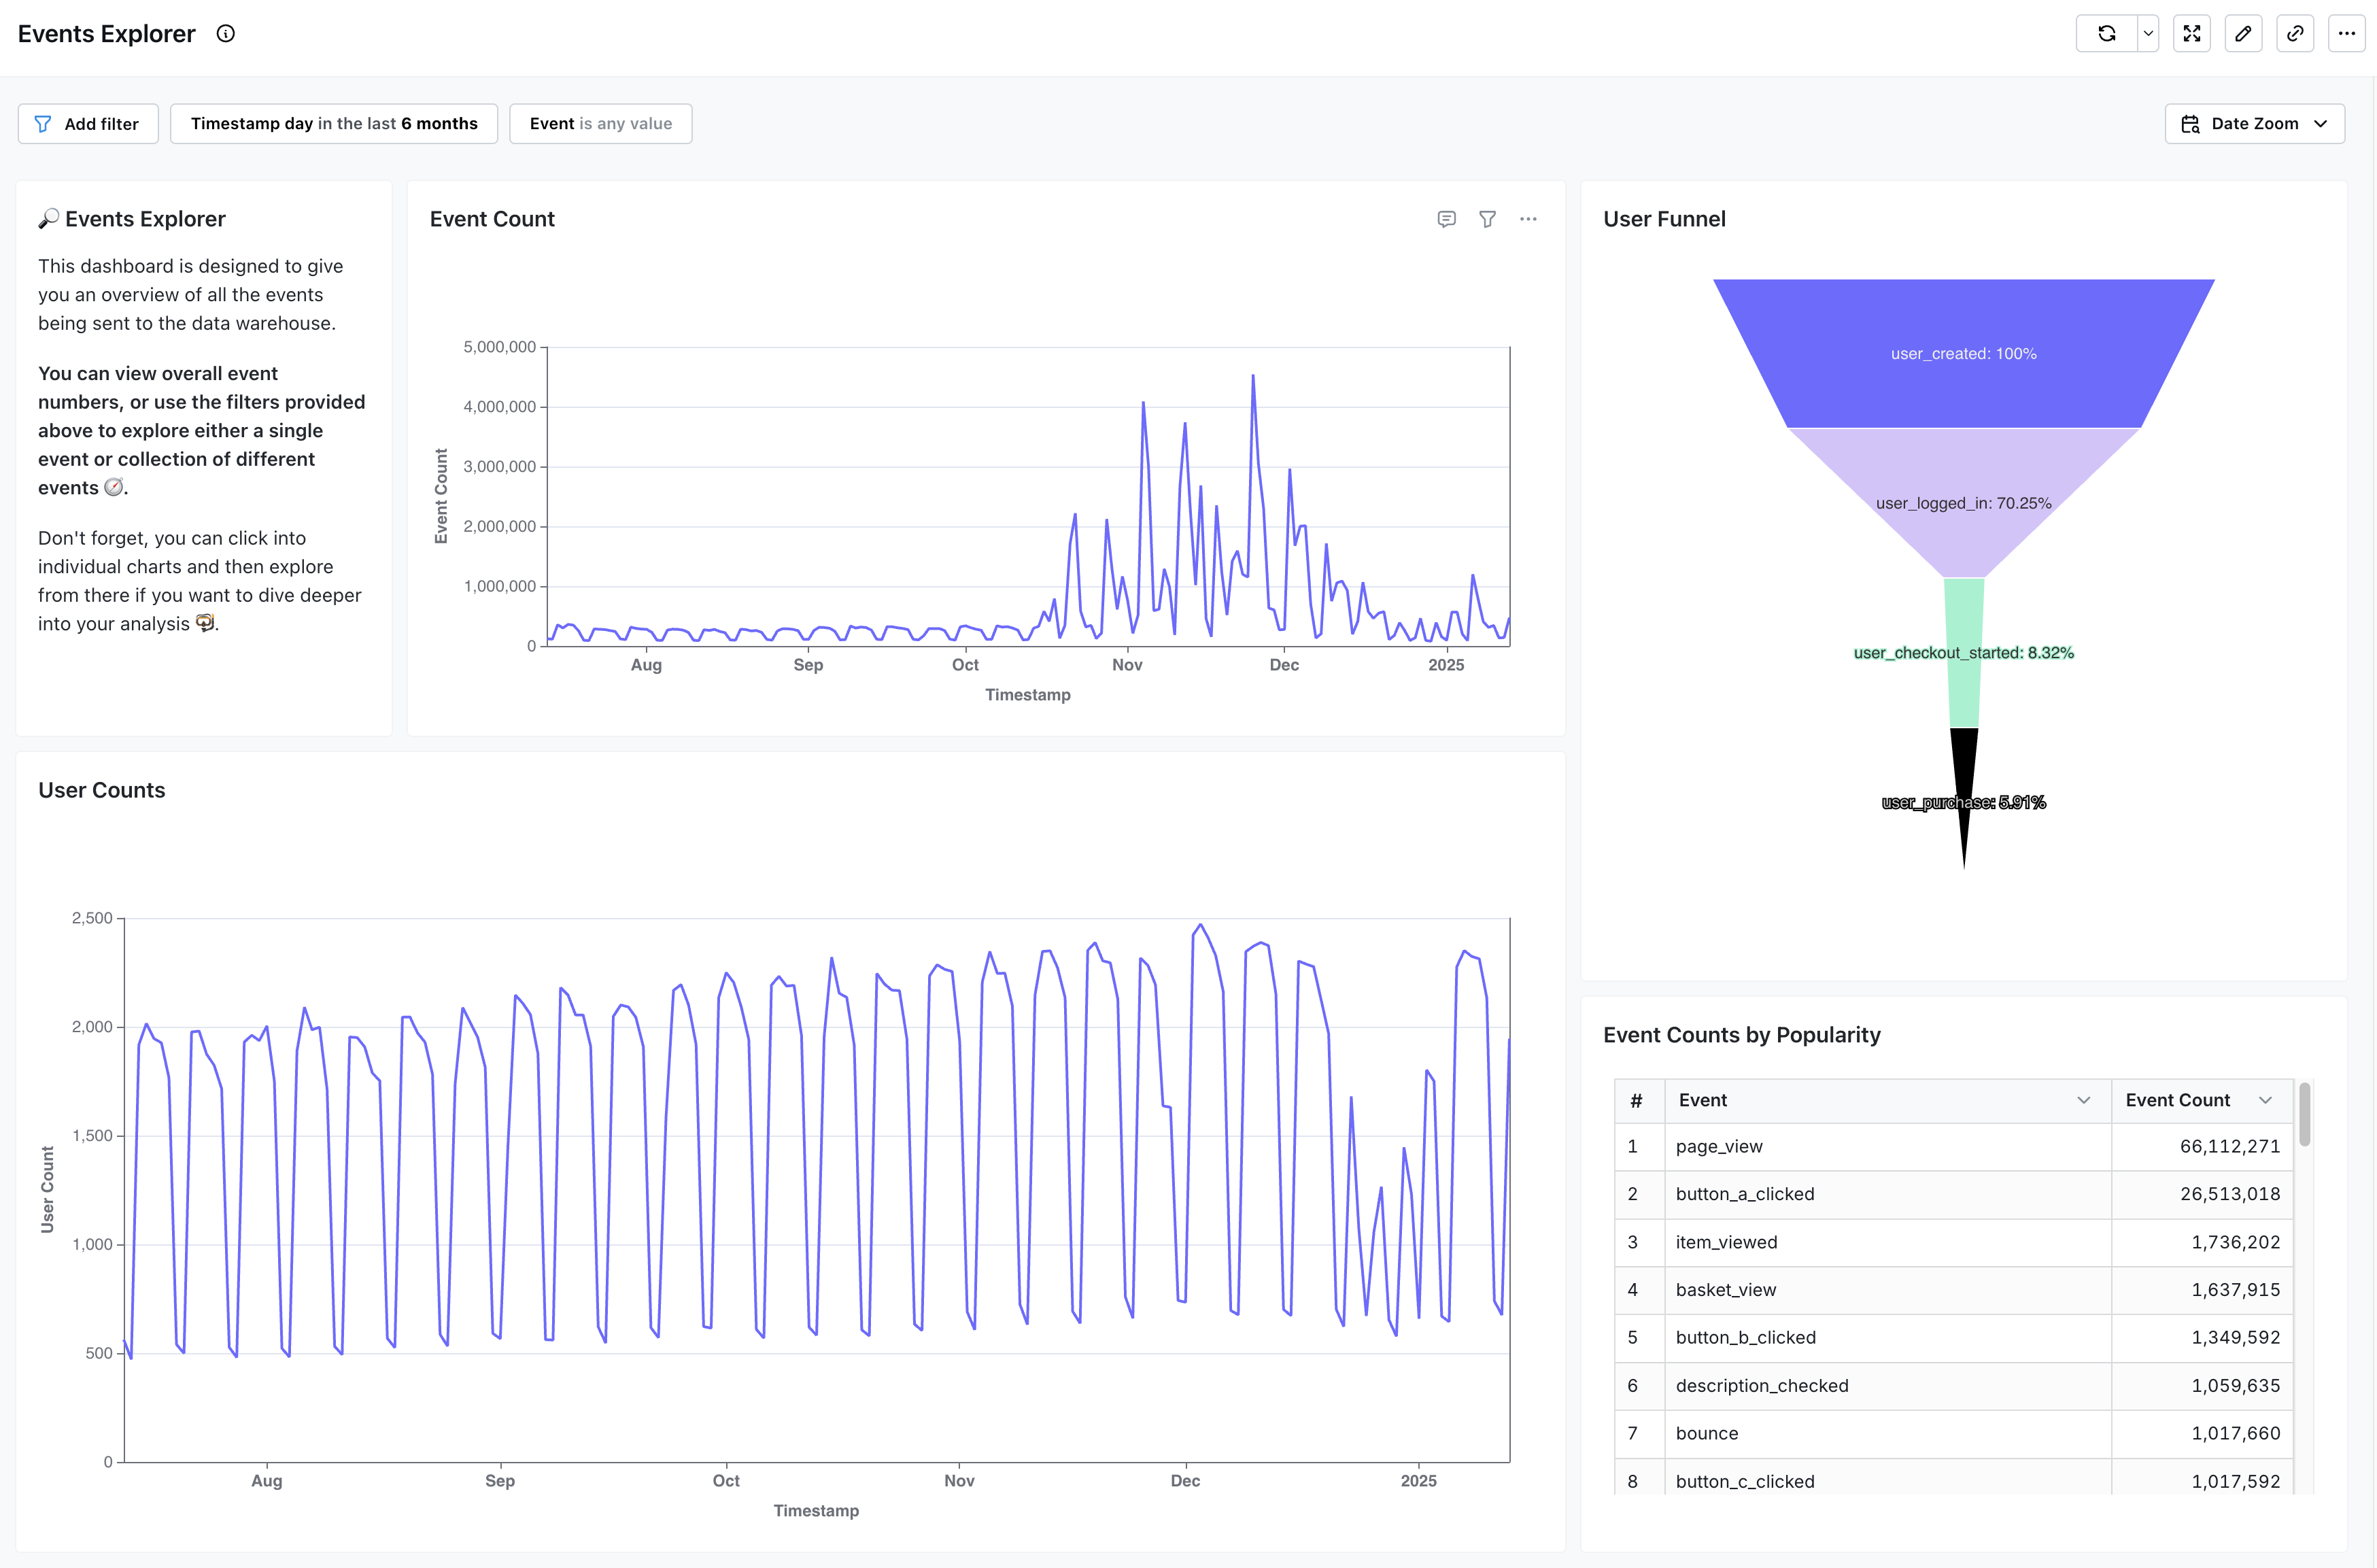 Events Explorer
Add filter
Timestamp day in the last 6 months
Event is any value
Date Zoom
🔎 Events Explorer
This dashboard is designed to give
you an overview of all the events
being sent to the data warehouse.
You can view overall event
numbers, or use the filters provided
above to explore either a single
event or collection of different
events 🧭.
Don't forget, you can click into
individual charts and then explore
from there if you want to dive deeper
into your analysis 🤿.
Event Count
5,000,000
4,000,000
3,000,000
2,000,000
1,000,000
0
Event Count
Aug
Sep
Oct
Nov
Dec
2025
Timestamp
User Funnel
user_created: 100%
user_logged_in: 70.25%
user_checkout_started: 8.32%
user_purchase: 5.91%
User Counts
2,500
2,000
1,500
1,000
500
0
User Count
Aug
Sep
Oct
Nov
Dec
2025
Timestamp
Event Counts by Popularity
# Event Event Count
1 page_view 66,112,271
2 button_a_clicked 26,513,018
3 item_viewed 1,736,202
4 basket_view 1,637,915
5 button_b_clicked 1,349,592
6 description_checked 1,059,635
7 bounce 1,017,660
8 button_c_clicked 1,017,592